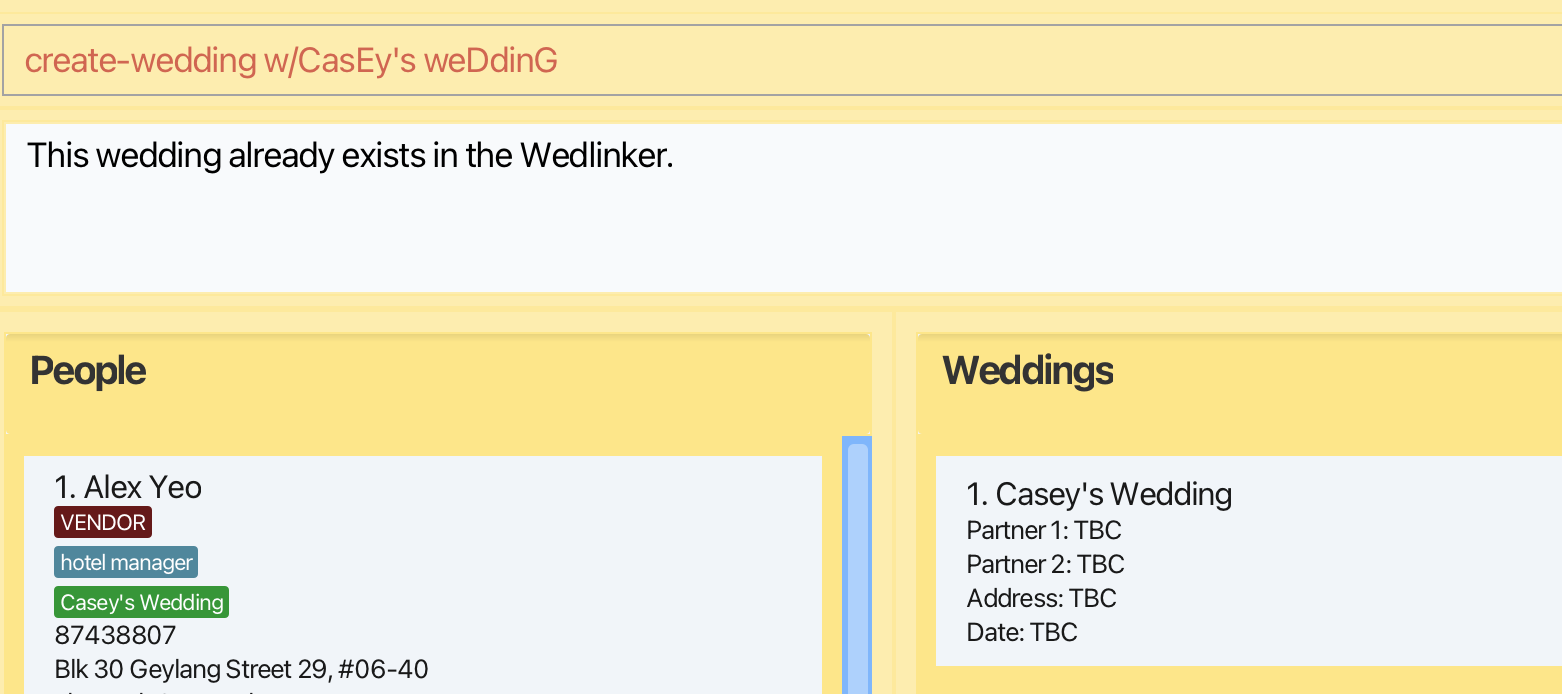 create-wedding w/CasEy's weDdinG
This wedding already exists in the Wedlinker.
People
1. Alex Yeo
VENDOR
hotel manager
Casey's Wedding
87438807
Blk 30 Geylang Street 29, #06-40
Weddings
1. Casey's Wedding
Partner 1: TBC
Partner 2: TBC
Address: TBC
Date: TBC